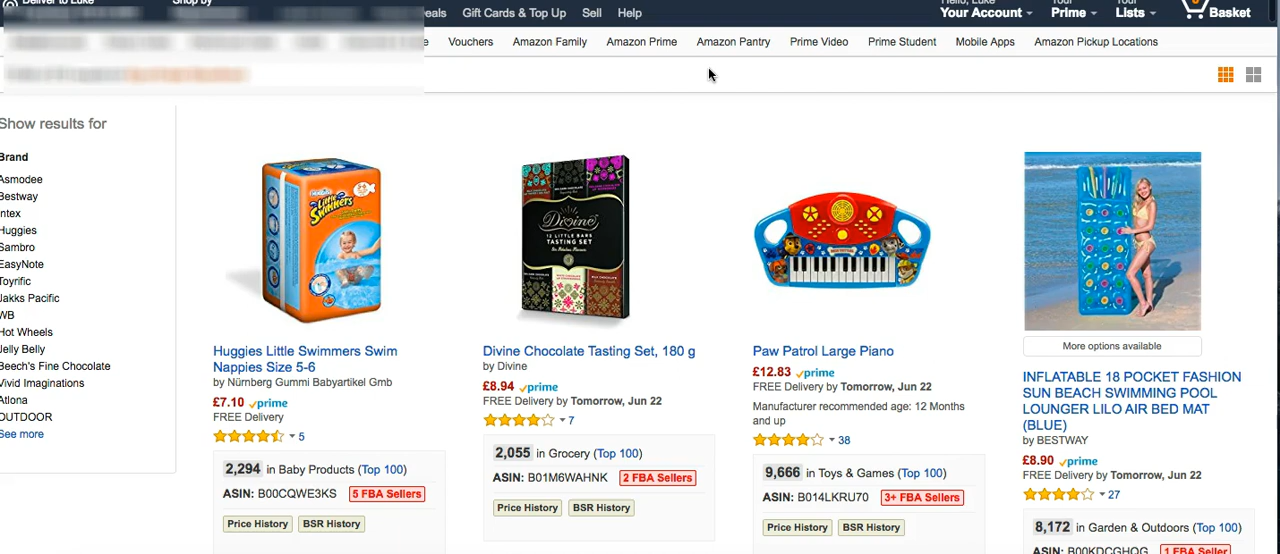 Deliver to Luke
Shop by
Hello, Luke
Your Account
Your
Prime
Your
Lists
Basket
eals Gift Cards & Top Up Sell Help
Vouchers Amazon Family Amazon Prime Amazon Pantry Prime Video Prime Student Mobile Apps Amazon Pickup Locations
Show results for
Brand
Asmodee
Bestway
ntex
Huggies
Sambro
EasyNote
Toyrific
Jakks Pacific
WB
Hot Wheels
Jelly Belly
Beech's Fine Chocolate
Vivid Imaginations
Atlona
OUTDOOR
See more
Little
Swimmers
Huggies Little Swimmers Swim
Nappies Size 5-6
by Nürnberg Gummi Babyartikel Gmb
£7.10 prime
FREE Delivery
5
2,294 in Baby Products (Top 100)
ASIN: B00CQWE3KS 5 FBA Sellers
Price History BSR History
Divine
12 LITTLE BARS
TASTING SET
Divine Chocolate Tasting Set, 180 g
by Divine
£8.94 prime
FREE Delivery by Tomorrow, Jun 22
7
2,055 in Grocery (Top 100)
ASIN: B01M6WAHNK 2 FBA Sellers
Price History BSR History
Paw Patrol Large Piano
£12.83 prime
FREE Delivery by Tomorrow, Jun 22
Manufacturer recommended age: 12 Months
and up
38
9,666 in Toys & Games (Top 100)
ASIN: B014LKRU70 3+ FBA Sellers
Price History BSR History
More options available
INFLATABLE 18 POCKET FASHION
SUN BEACH SWIMMING POOL
LOUNGER LILO AIR BED MAT
(BLUE)
by BESTWAY
£8.90 prime
FREE Delivery by Tomorrow, Jun 22
27
8,172 in Garden & Outdoors (Top 100)
ASIN: B00KDCGHOG 1 FBA Seller